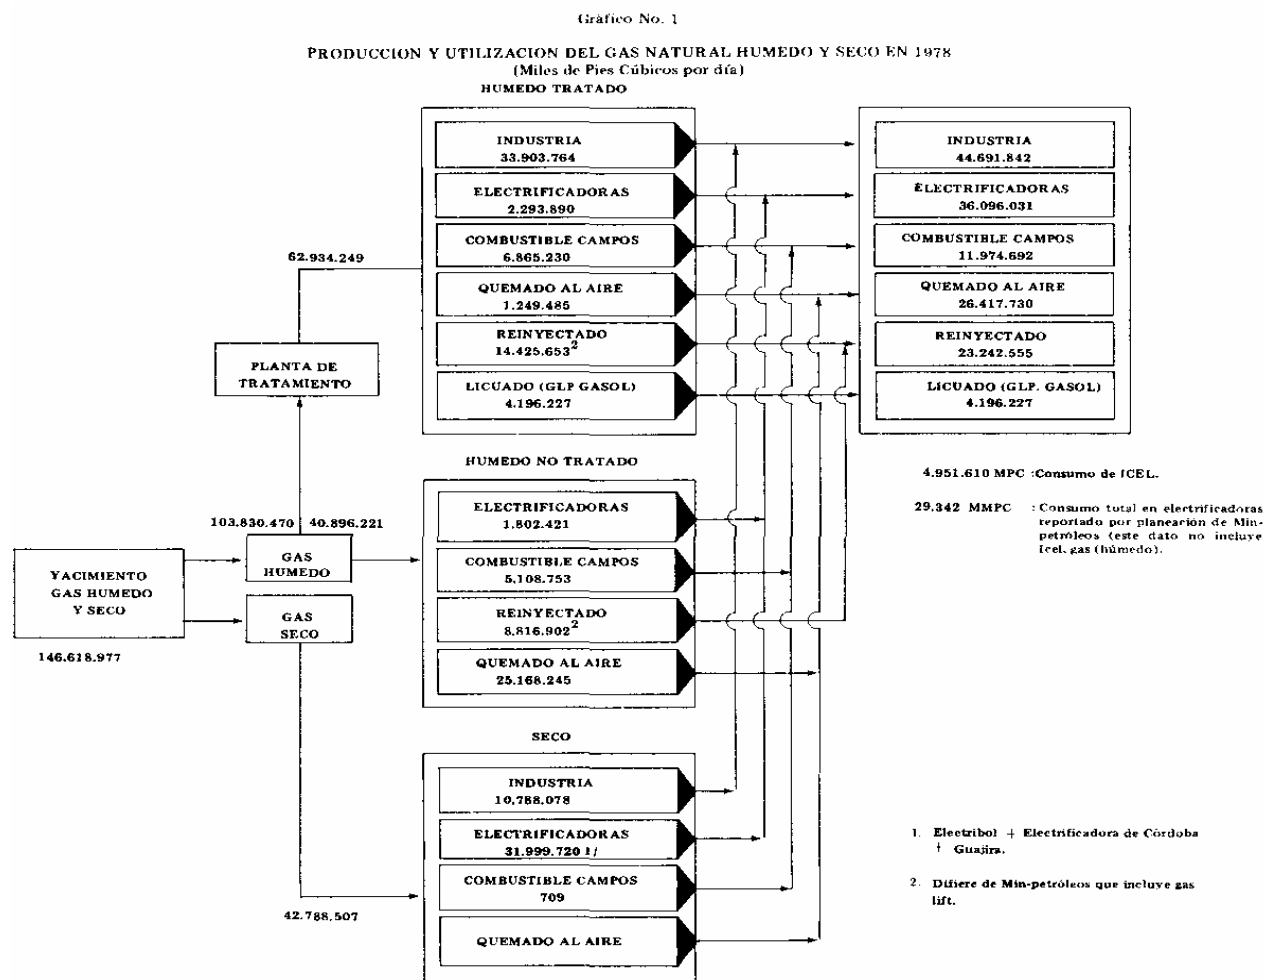 Gráfico No. 1
PRODUCCION Y UTILIZACION DEL GAS NATURAL HUMEDO Y SECO EN 1978
(Miles de Pies Cúbicos por día)
HUMEDO TRATADO
INDUSTRIA
33.903.764
ELECTRIFICADORAS
2.293.890
COMBUSTIBLE CAMPOS
6.865.230
QUEMADO AL AIRE
1.249.485
REINYECTADO
14.425.653²
LICUADO (GLP GASOL)
4.196.227
INDUSTRIA
44.691.842
ELECTRIFICADORAS
36.096.031
COMBUSTIBLE CAMPOS
11.974.692
QUEMADO AL AIRE
26.417.730
REINYECTADO
23.242.555
LICUADO (GLP. GASOL)
4.196.227
62.934.249
PLANTA DE
TRATAMIENTO
103.830.470
40.896.221
GAS
HUMEDO
YACIMIENTO
GAS HUMEDO
Y SECO
146.618.977
GAS
SECO
42.788.507
HUMEDO NO TRATADO
ELECTRIFICADORAS
1.802.421
COMBUSTIBLE CAMPOS
5.108.753
REINYECTADO
8.816.902²
QUEMADO AL AIRE
25.168.245
SECO
INDUSTRIA
10.788.078
ELECTRIFICADORAS
31.999.720 1/
COMBUSTIBLE CAMPOS
709
QUEMADO AL AIRE
4.951.610 MPC :Consumo de ICEL.
29.342 MMPC : Consumo total en electrificadoras
reportado por planeación de Min-
petróleos (este dato no incluye
Icel. gas (húmedo).
1. Electribol + Electrificadora de Córdoba
+ Guajira.
2. Difiere de Min-petróleos que incluye gas
lift.